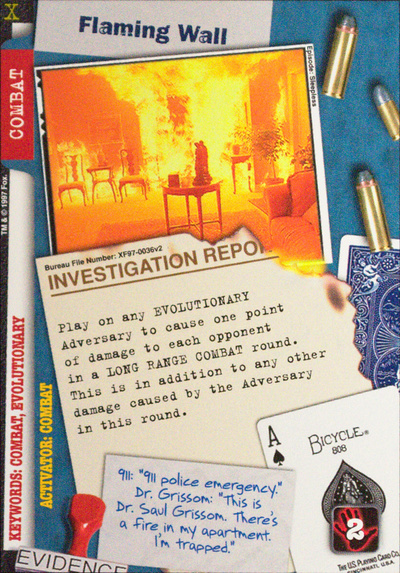 X
Flaming Wall
COMBAT
Episode: Sleepless
TM & © 1997 Fox.
Bureau File Number: XF97-0036v2
INVESTIGATION REPO
Play on any EVOLUTIONARY
Adversary to cause one point
of damage to each opponent
in a LONG RANGE COMBAT round.
This is in addition to any other
damage caused by the Adversary
in this round.
KEYWORDS: COMBAT, EVOLUTIONARY
ACTIVATOR: COMBAT
A
BICYCLE®
808
911: "911 police emergency."
Dr. Grissom: "This is
Dr. Saul Grissom. There's
a fire in my apartment.
I'm trapped."
2
THE U.S. PLAYING CARD CO.
CINCINNATI, U.S.A.
EVIDENCE